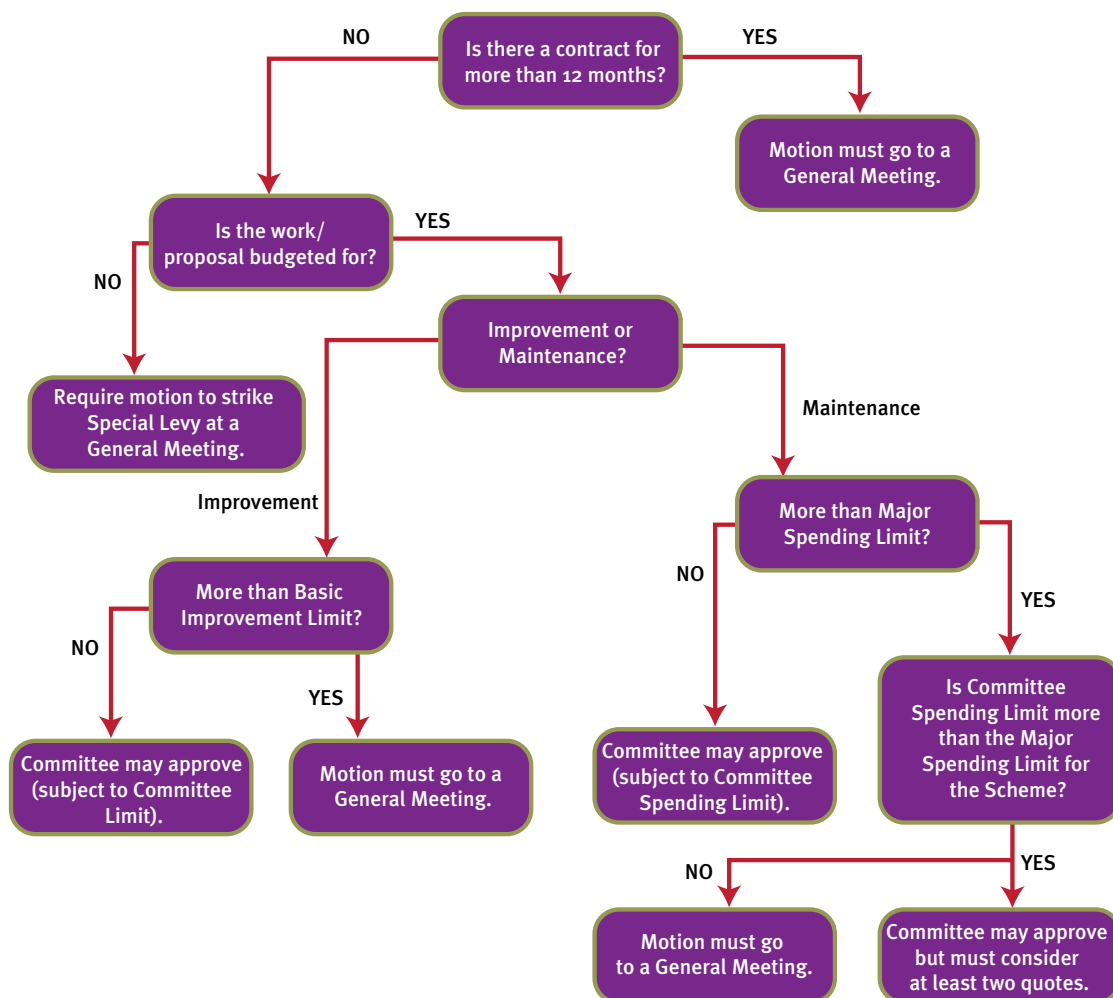 NO
Is there a contract for
more than 12 months?
YES
Motion must go to a
General Meeting.
Is the work/
proposal budgeted for?
YES
NO
Improvement or
Maintenance?
Require motion to strike
Special Levy at a
General Meeting.
Maintenance
Improvement
More than Major
Spending Limit?
NO
YES
More than Basic
Improvement Limit?
NO
YES
Is Committee
Spending Limit more
than the Major
Spending Limit for
the Scheme?
Committee may approve
(subject to Committee
Limit).
Motion must go to a
General Meeting.
Committee may approve
(subject to Committee
Spending Limit).
NO
YES
Motion must go
to a General Meeting.
Committee may approve
but must consider
at least two quotes.